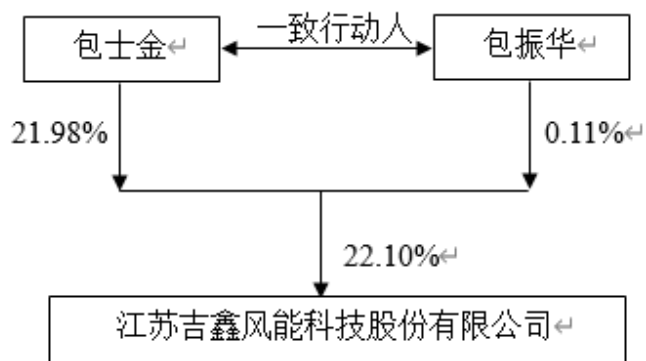 包士金
一致行动人
包振华
21.98%
0.11%
22.10%
江苏吉鑫风能科技股份有限公司